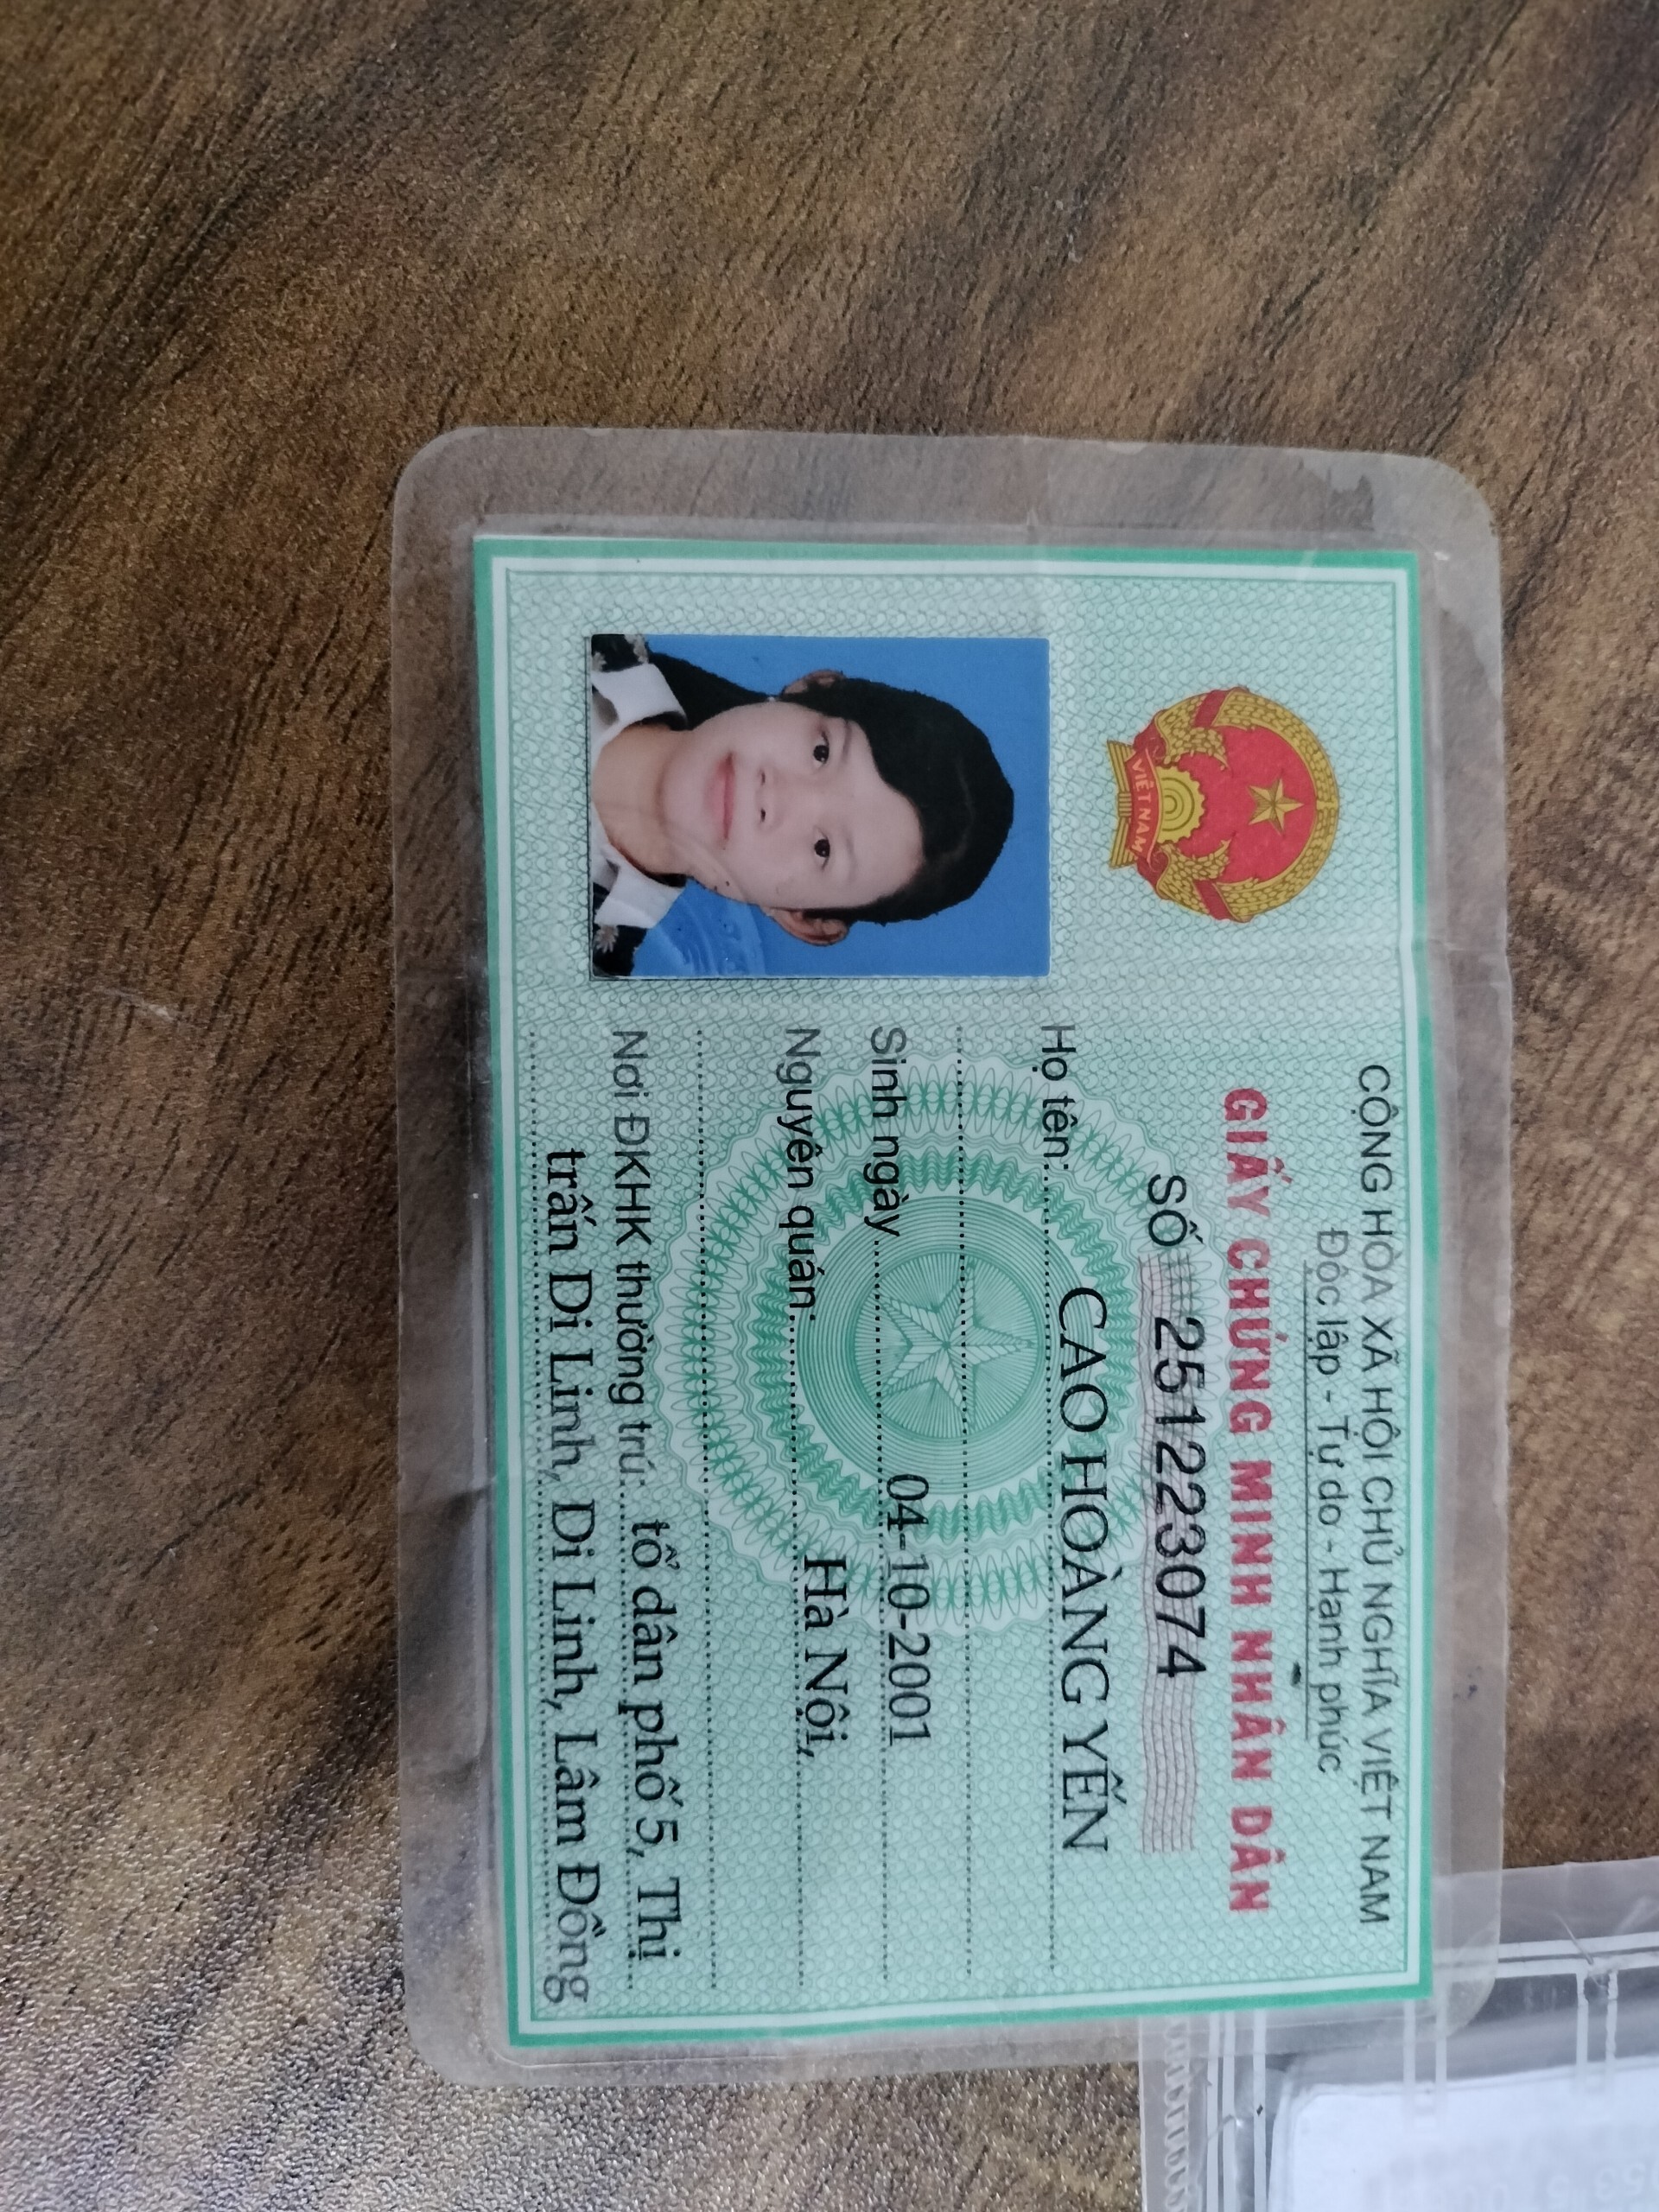 CỘNG HÒA XÃ HỘI CHỦ NGHĨA VIỆT NAM
Độc lập - Tự do - Hạnh phúc
GIẤY CHỨNG MINH NHÂN DÂN
SỐ 251223074
VIỆT NAM
Họ tên: CAO HOÀNG YẾN
Sinh ngày 04-10-2001
Nguyên quán Hà Nội,
Nơi ĐKHK thường trú: tổ dân phố 5, Thị
trấn Di Linh, Di Linh, Lâm Đồng